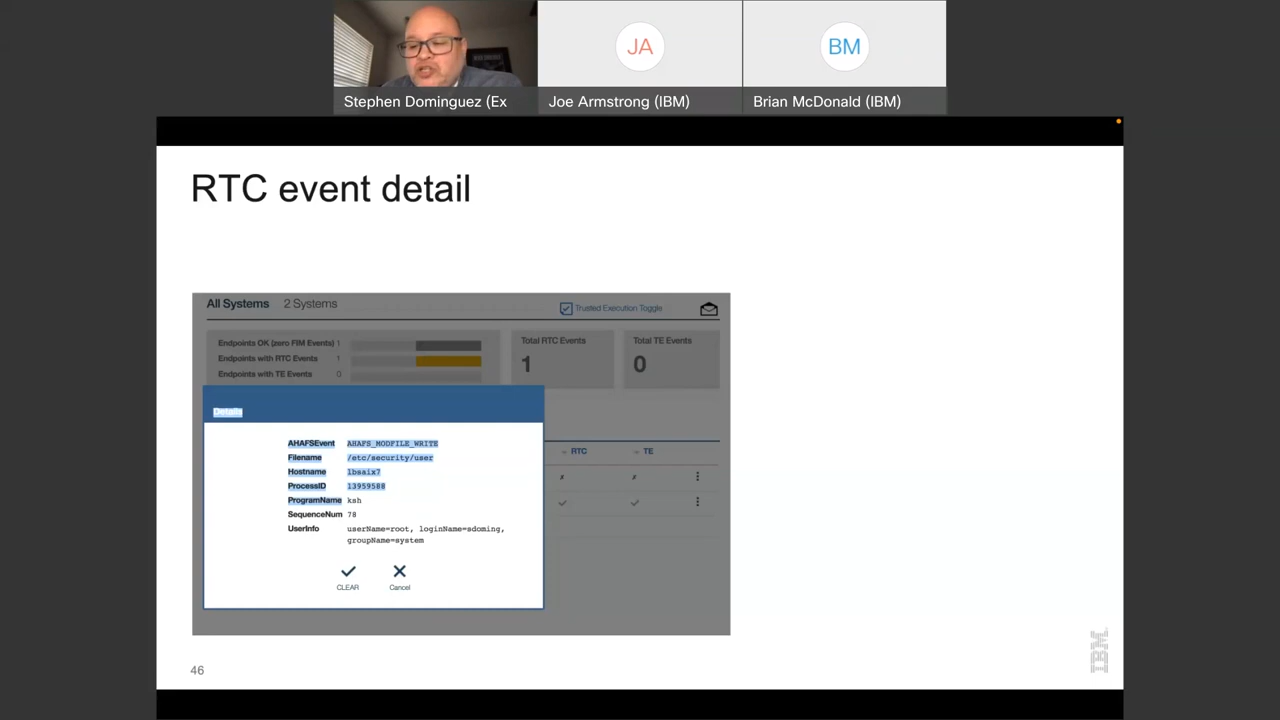 JA
BM
Stephen Dominguez (Ex
Joe Armstrong (IBM)
Brian McDonald (IBM)
RTC event detail
All Systems 2 Systems
Trusted Execution Toggle
Endpoints OK (zero FIM Events) 1
Endpoints with RTC Events 1
Endpoints with TE Events 0
Total RTC Events
1
Total TE Events
0
RTC TE
Details
AHAFSEvent AHAFS_MODFILE_WRITE
Filename /etc/security/user
Hostname lbsaix7
ProcessID 13959588
ProgramName ksh
SequenceNum 78
UserInfo userName=root, loginName=sdoming,
groupName=system
CLEAR Cancel
46
IBM